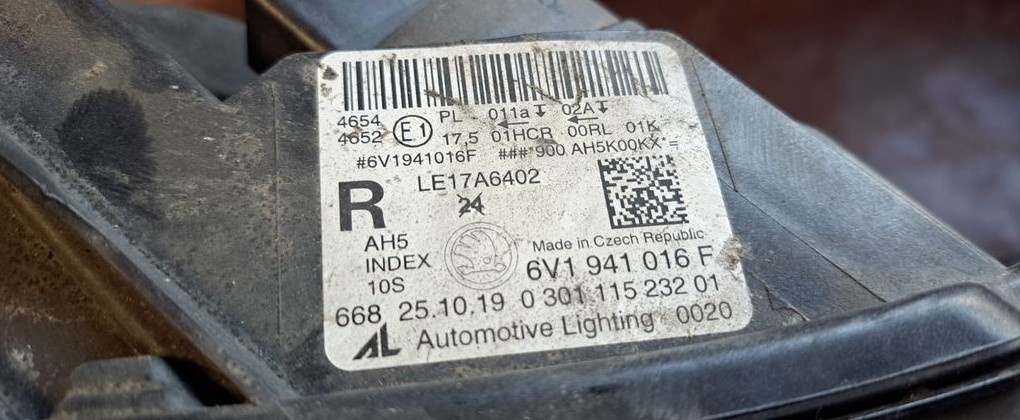 4654 PL 011a 02A
4652 E1 17,5 01HCR 00RL 01K
#6V1941016F ###*900 AH5K00KX*=
R LE17A6402
24
AH5
INDEX
10S
Made in Czech Republic
6V1 941 016 F
668 25.10.19 0 301 115 232 01
AL Automotive Lighting 0020